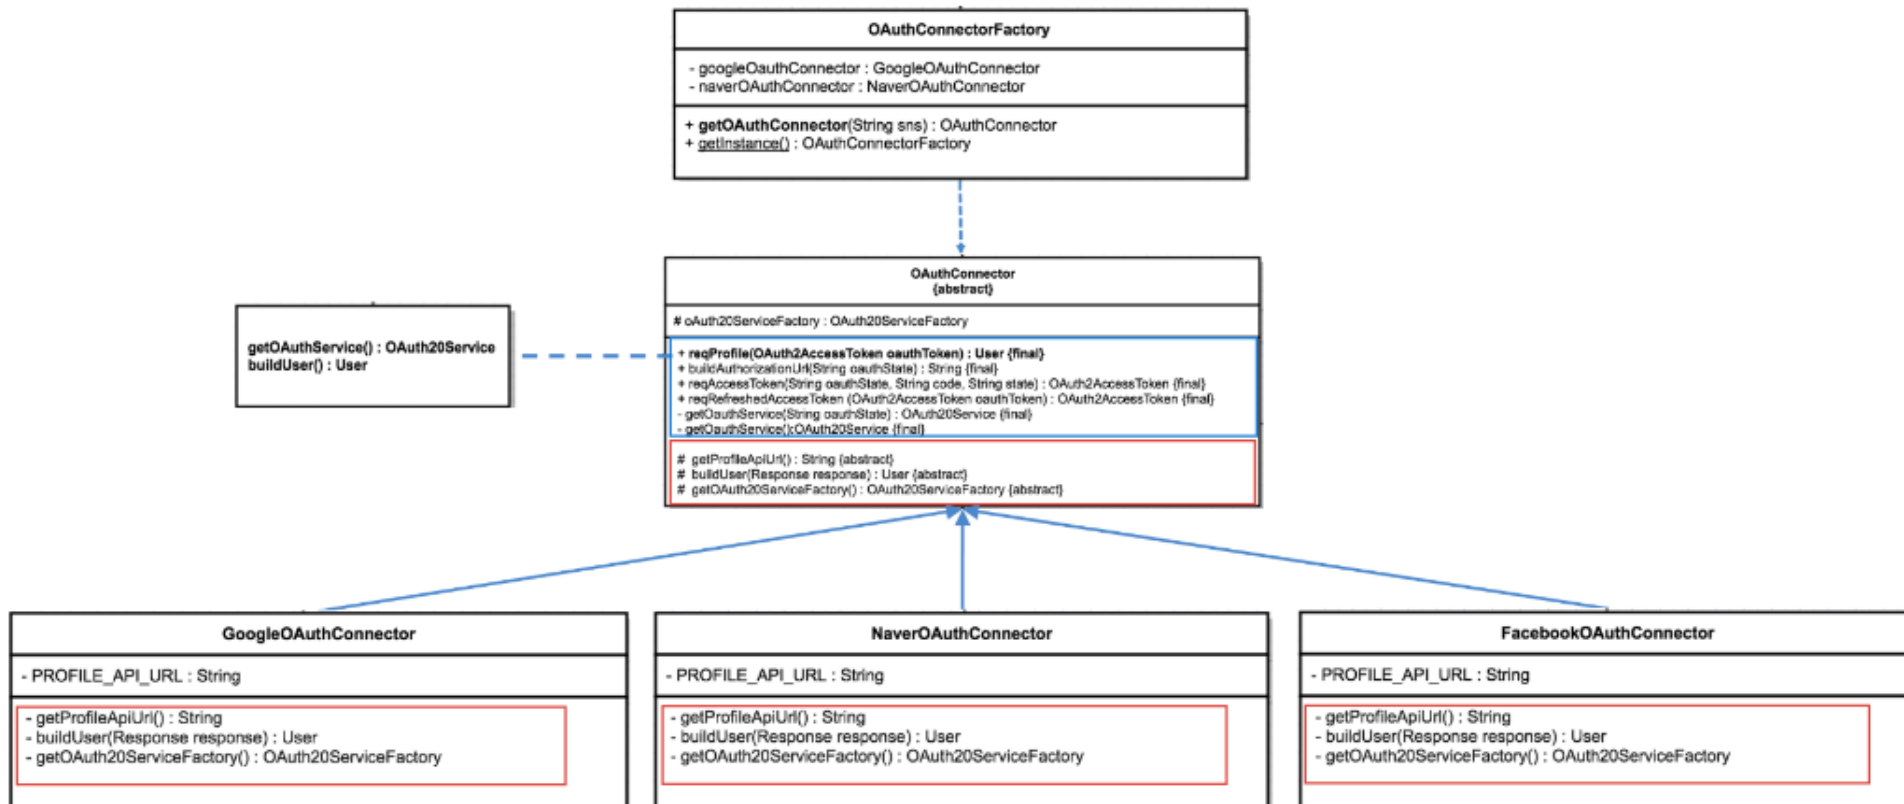 OAuthConnectorFactory
- googleOauthConnector : GoogleOAuthConnector
- naverOAuthConnector : NaverOAuthConnector
+ getOAuthConnector(String sns) : OAuthConnector
+ getInstance() : OAuthConnectorFactory
OAuthConnector
{abstract}
# oAuth20ServiceFactory : OAuth20ServiceFactory
+ reqProfile(OAuth2AccessToken oauthToken) : User {final}
+ buildAuthorizationUrl(String oauthState) : String {final}
+ reqAccessToken(String oauthState, String code, String state) : OAuth2AccessToken {final}
+ reqRefreshedAccessToken (OAuth2AccessToken oauthToken) : OAuth2AccessToken {final}
- getOauthService(String oauthState) : OAuth20Service {final}
- getOauthService():OAuth20Service {final}
# getProfileApiUrl() : String {abstract}
# buildUser(Response response) : User {abstract}
# getOAuth20ServiceFactory() : OAuth20ServiceFactory {abstract}
getOAuthService() : OAuth20Service
buildUser() : User
GoogleOAuthConnector
- PROFILE_API_URL : String
- getProfileApiUrl() : String
- buildUser(Response response) : User
- getOAuth20ServiceFactory() : OAuth20ServiceFactory
NaverOAuthConnector
- PROFILE_API_URL : String
- getProfileApiUrl() : String
- buildUser(Response response) : User
- getOAuth20ServiceFactory() : OAuth20ServiceFactory
FacebookOAuthConnector
- PROFILE_API_URL : String
- getProfileApiUrl() : String
- buildUser(Response response) : User
- getOAuth20ServiceFactory() : OAuth20ServiceFactory